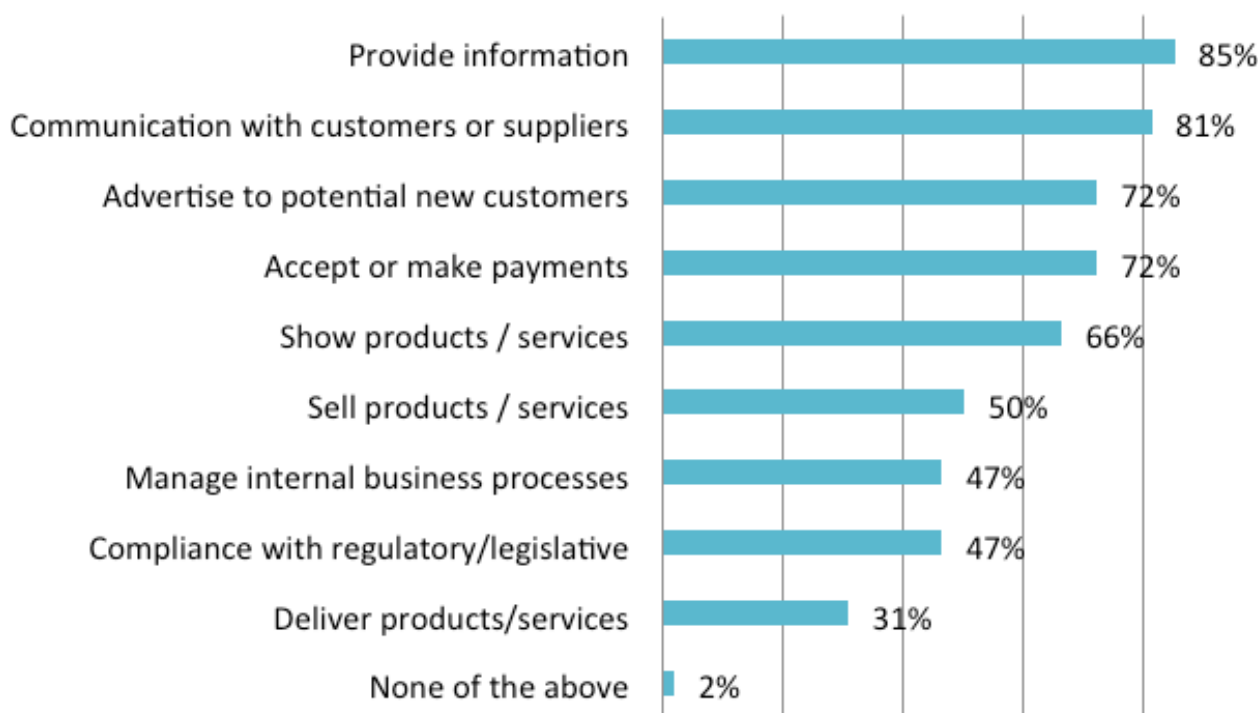 Provide information 85%
Communication with customers or suppliers 81%
Advertise to potential new customers 72%
Accept or make payments 72%
Show products / services 66%
Sell products / services 50%
Manage internal business processes 47%
Compliance with regulatory/legislative 47%
Deliver products/services 31%
None of the above 2%